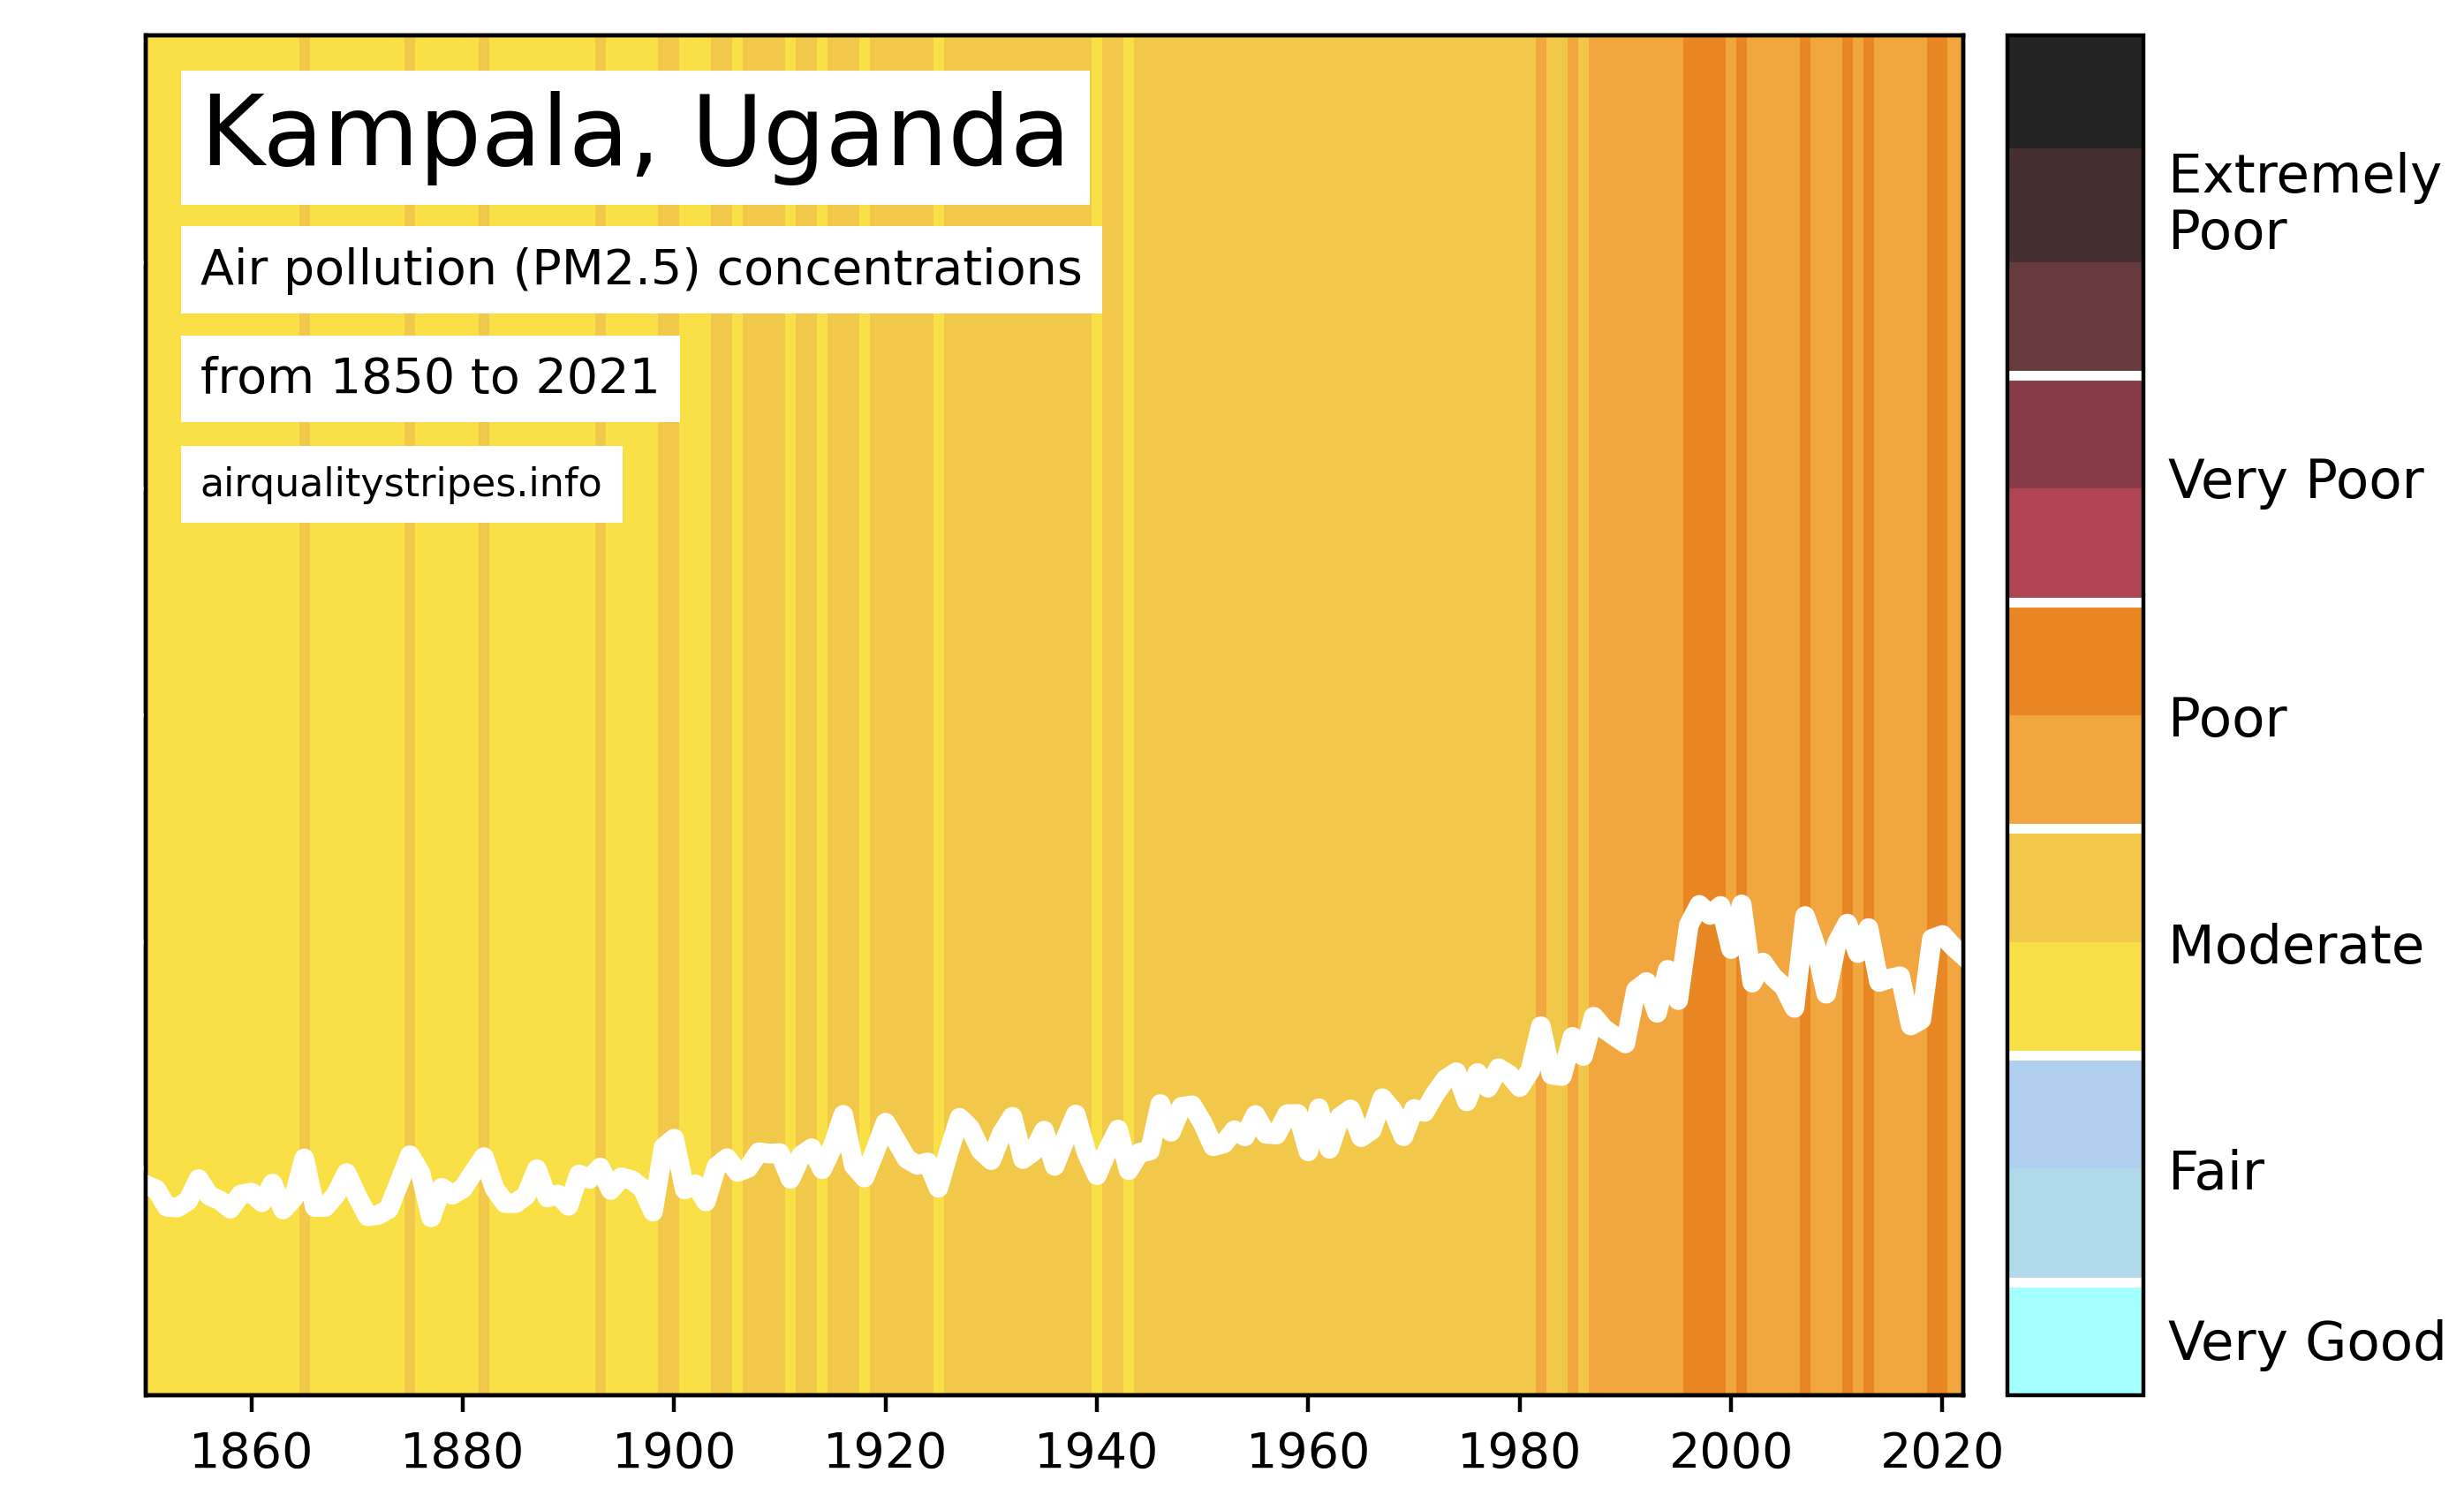 Kampala, Uganda
Air pollution (PM2.5) concentrations
from 1850 to 2021
airqualitystripes.info
Extremely
Poor
Very Poor
Poor
Moderate
Fair
Very Good
1860 1880 1900 1920 1940 1960 1980 2000 2020